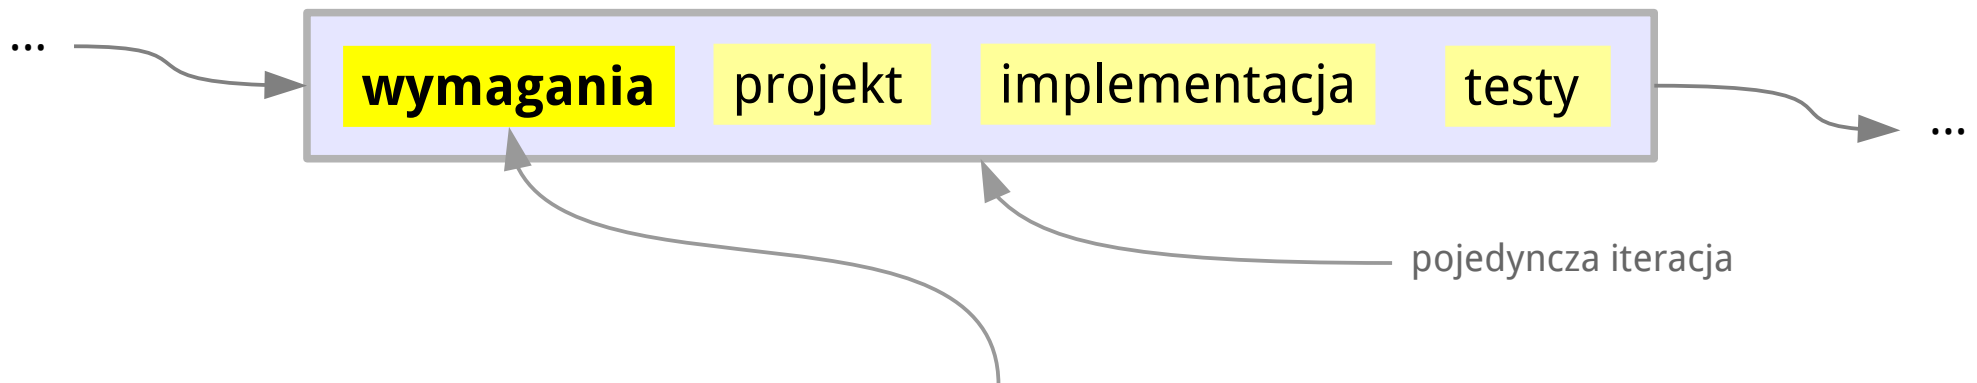 ...
wymagania projekt implementacja testy
...
pojedyncza iteracja